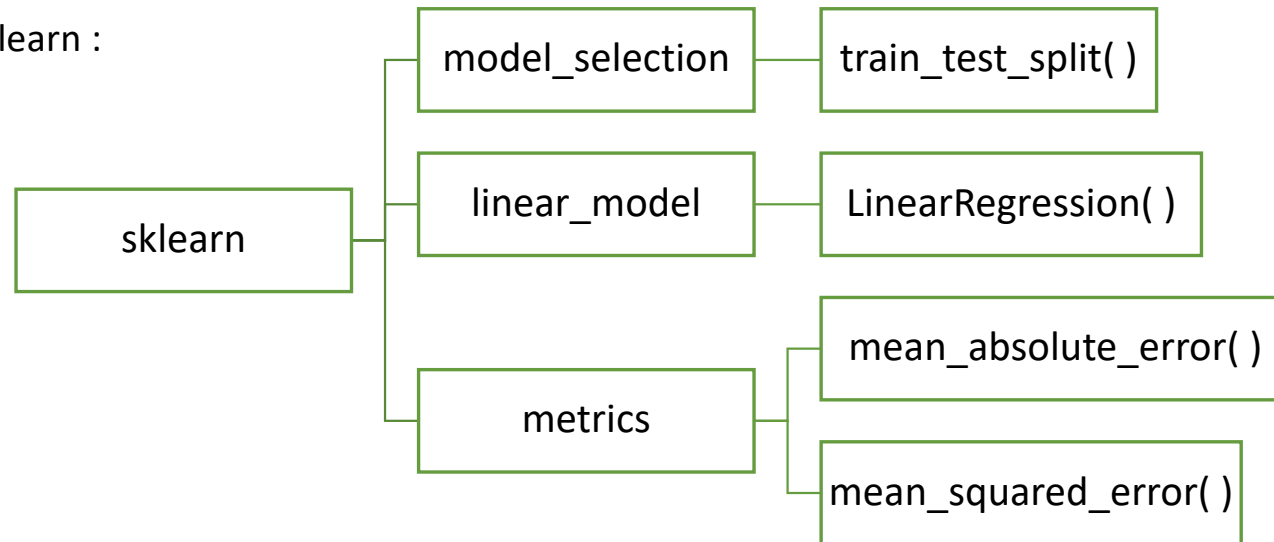 learn :
model_selection
train_test_split( )
linear_model
LinearRegression( )
sklearn
mean_absolute_error( )
metrics
mean_squared_error( )